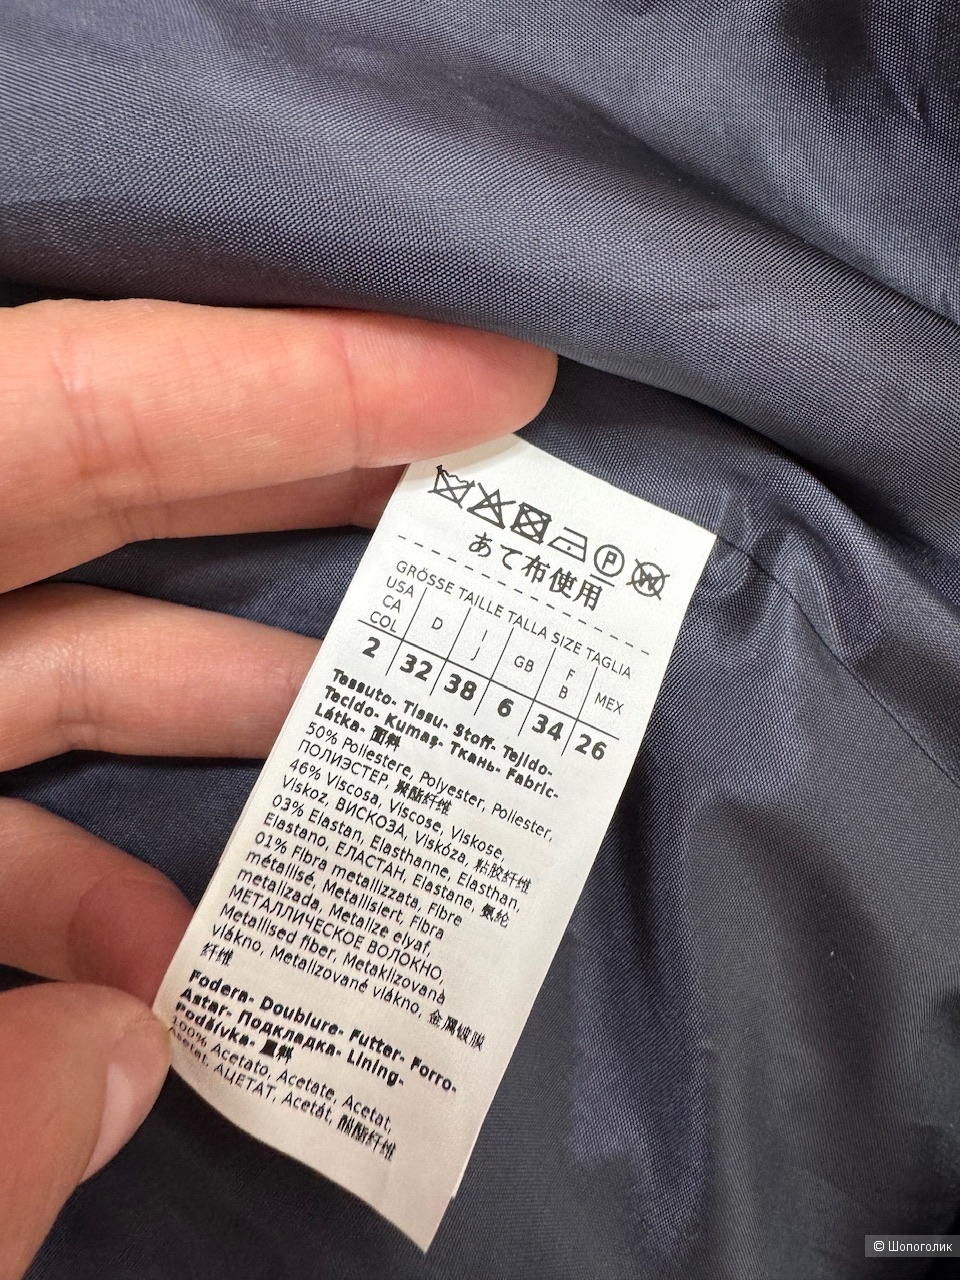 P
W
あて布使用
GRÖSSE TAILLE TALLA SIZE TAGLIA
USA CA COL
D
I J
GB
F B
MEX
2 32 38 6 34 26
Tessuto- Tissu- Stoff- Tejido-
Tecido- Kumaş- Ткань- Fabric-
Látka- 面料
50% Poliestere, Polyester, Poliester,
ПОЛИЭСТЕР, 聚酯纤维
46% Viscosa, Viscose, Viskose,
Viskoz, ВИСКОЗА, Viskóza, 粘胶纤维
03% Elastan, Elasthanne, Elasthan,
Elastano, ЕЛАСТАН, Elastane, 氨纶
01% Fibra metallizzata, Fibre
métallisé, Metallisiert, Fibra
metalizada, Metalize elyaf,
МЕТАЛЛИЧЕСКОЕ ВОЛОКНО,
Metallised fiber, Metaklizovaná
vlákno, Metalizované vlákno, 金属镀膜
纤维
Fodera- Doublure- Futter- Forro-
Astar- Подкладка- Lining-
Podšívka- 里料
100% Acetato, Acetate, Acetat,
Asetat, АЦЕТАТ, Acetát, 醋酯纤维
© Шопоголик